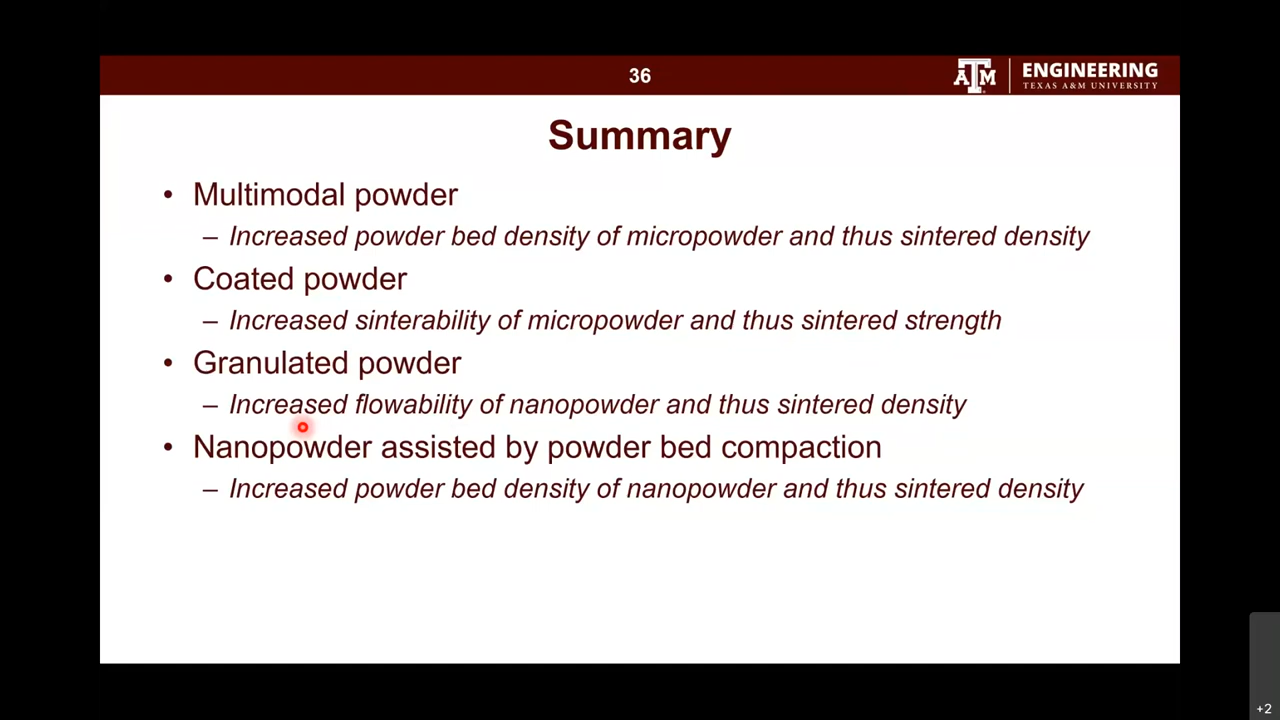 36
ATM ENGINEERING
TEXAS A&M UNIVERSITY
Summary
• Multimodal powder
– Increased powder bed density of micropowder and thus sintered density
• Coated powder
– Increased sinterability of micropowder and thus sintered strength
• Granulated powder
– Increased flowability of nanopowder and thus sintered density
• Nanopowder assisted by powder bed compaction
– Increased powder bed density of nanopowder and thus sintered density
+2